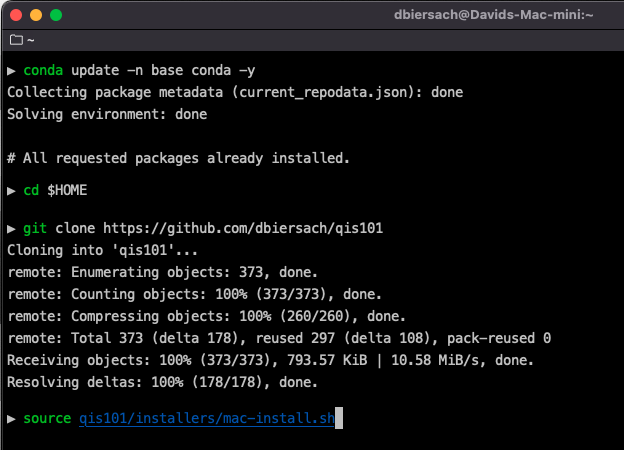 dbiersach@Davids-Mac-mini:~
~
▶ conda update -n base conda -y
Collecting package metadata (current_repodata.json): done
Solving environment: done
# All requested packages already installed.
▶ cd $HOME
▶ git clone https://github.com/dbiersach/qis101
Cloning into 'qis101'...
remote: Enumerating objects: 373, done.
remote: Counting objects: 100% (373/373), done.
remote: Compressing objects: 100% (260/260), done.
remote: Total 373 (delta 178), reused 297 (delta 108), pack-reused 0
Receiving objects: 100% (373/373), 793.57 KiB | 10.58 MiB/s, done.
Resolving deltas: 100% (178/178), done.
▶ source qis101/installers/mac-install.sh